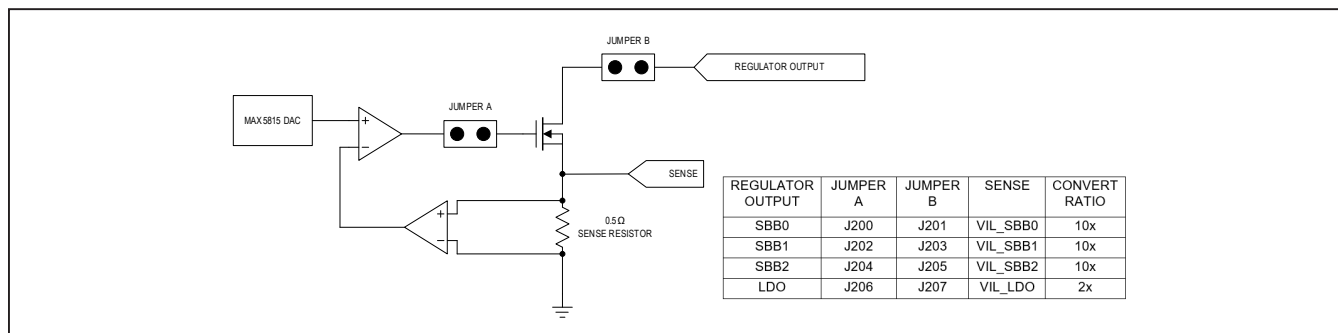 JUMPER B
REGULATOR OUTPUT
MAX5815 DAC
JUMPER A
+
−
SENSE
+
−
0.5Ω
SENSE RESISTOR
REGULATOR OUTPUT JUMPER A JUMPER B SENSE CONVERT RATIO
SBB0 J200 J201 VIL_SBB0 10x
SBB1 J202 J203 VIL_SBB1 10x
SBB2 J204 J205 VIL_SBB2 10x
LDO J206 J207 VIL_LDO 2x